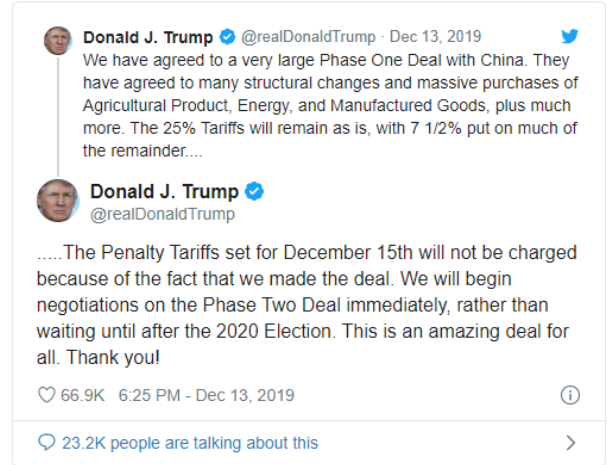 Donald J. Trump @realDonaldTrump · Dec 13, 2019
We have agreed to a very large Phase One Deal with China. They
have agreed to many structural changes and massive purchases of
Agricultural Product, Energy, and Manufactured Goods, plus much
more. The 25% Tariffs will remain as is, with 7 1/2% put on much of
the remainder....
Donald J. Trump
@realDonaldTrump
.....The Penalty Tariffs set for December 15th will not be charged
because of the fact that we made the deal. We will begin
negotiations on the Phase Two Deal immediately, rather than
waiting until after the 2020 Election. This is an amazing deal for
all. Thank you!
66.9K 6:25 PM - Dec 13, 2019
23.2K people are talking about this